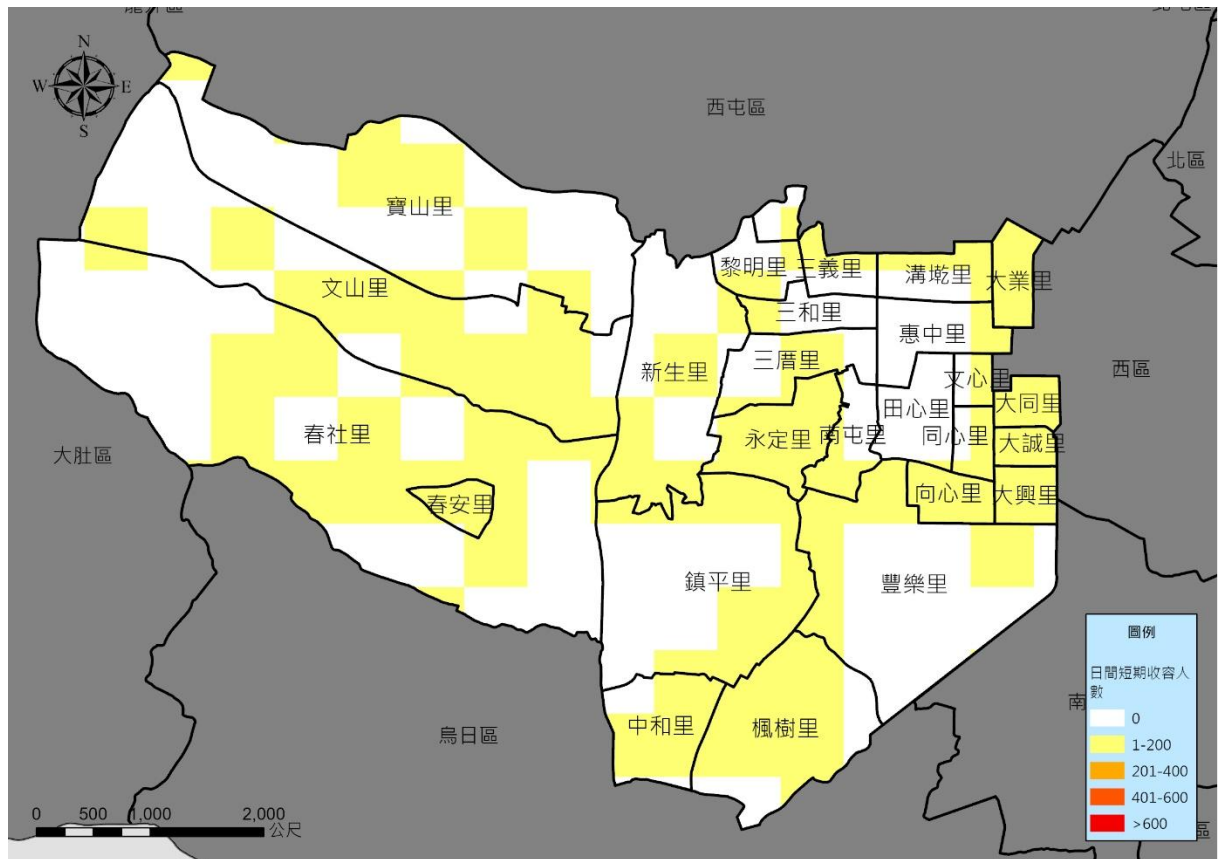 N
W
E
S
西屯區
北區
寶山里
黎明里
三義里
溝墘里
大業里
文山里
三和里
惠中里
新生里
三厝里
文心里
西區
田心里
大同里
春社里
永定里
南屯里
同心里
大誠里
大肚區
春安里
向心里
大興里
鎮平里
豐樂里
中和里
楓樹里
烏日區
南
圖例
日間短期收容人
數
0
1-200
201-400
401-600
>600
區
0 500 1,000 2,000
公尺